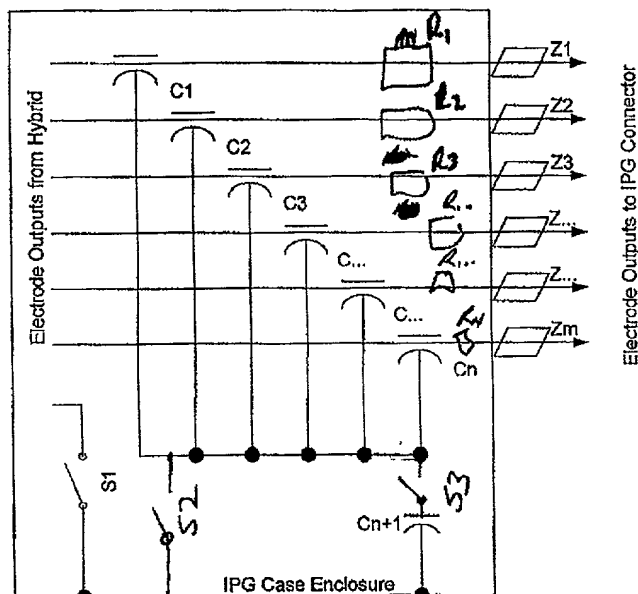 R1
Z1
C1
R2
Z2
C2
R3
Z3
C3
R..
Z...
C...
R...
Z...
C...
RN
Zm
Cn
Electrode Outputs from Hybrid
Electrode Outputs to IPG Connector
S1
S2
S3
Cn+1
IPG Case Enclosure